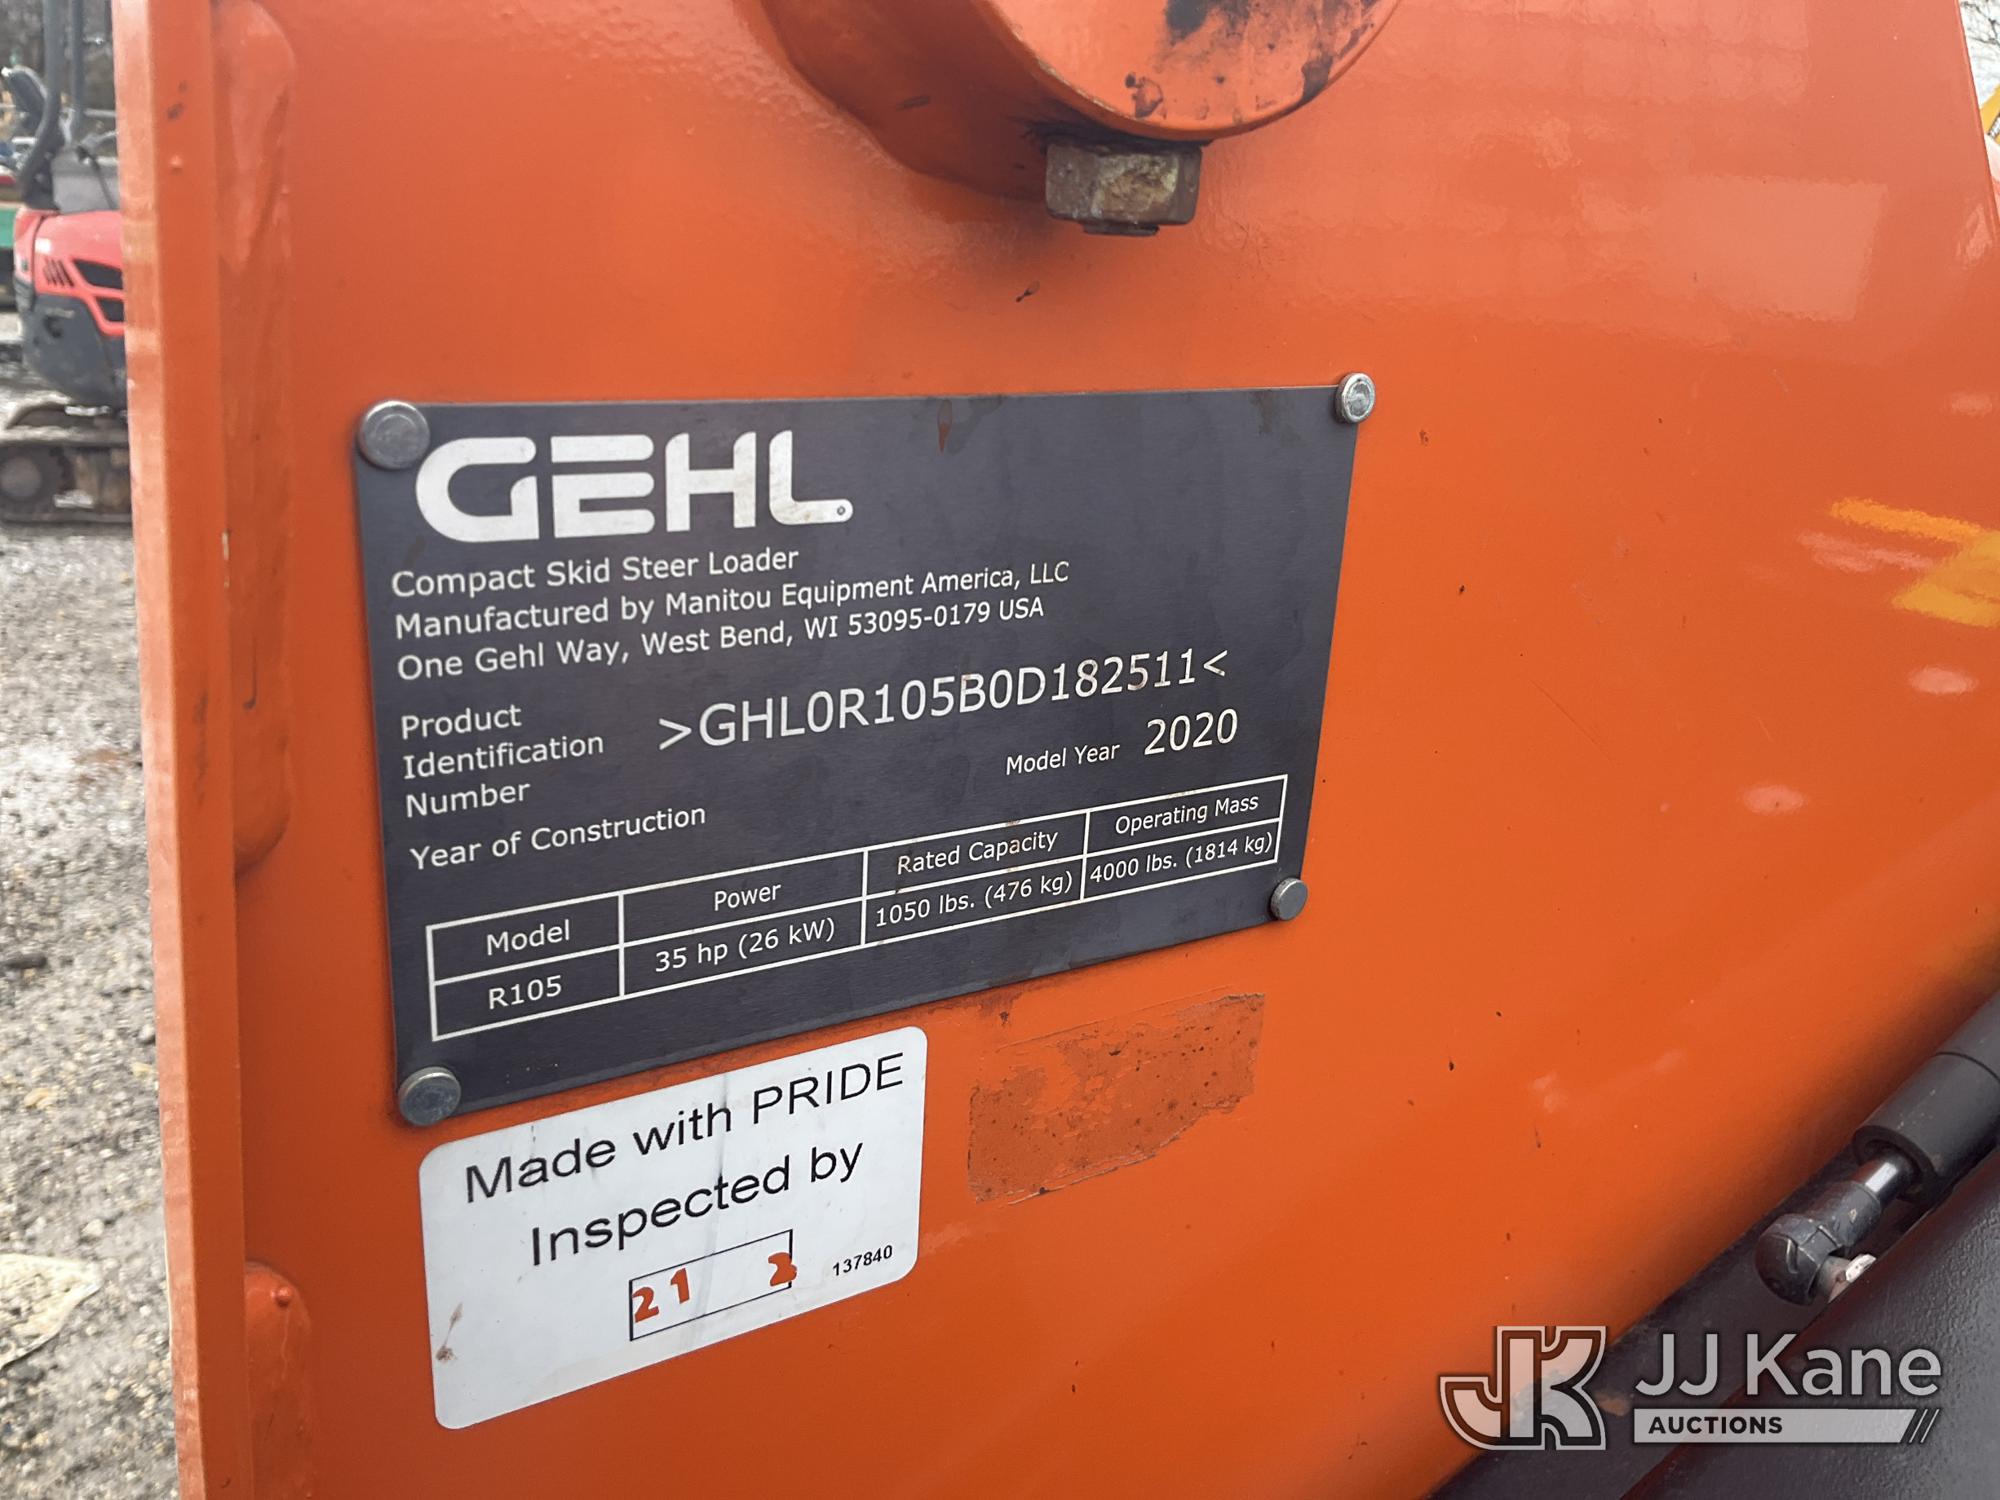 GEHL
Compact Skid Steer Loader
Manufactured by Manitou Equipment America, LLC
One Gehl Way, West Bend, WI 53095-0179 USA
Product
Identification
Number
>GHL0R105B0D182511<
Model Year 2020
Year of Construction
Model Power Rated Capacity Operating Mass
R105 35 hp (26 kW) 1050 lbs. (476 kg) 4000 lbs. (1814 kg)
Made with PRIDE
Inspected by
21 2 137840
JK JJ Kane
AUCTIONS